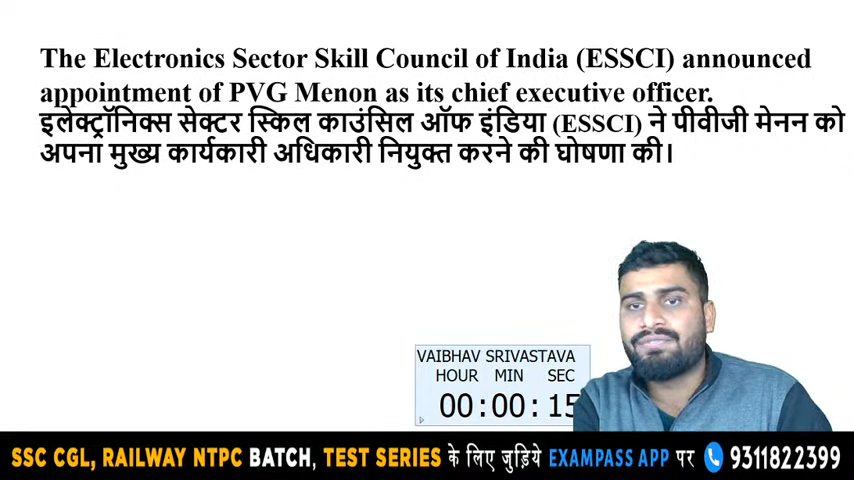 The Electronics Sector Skill Council of India (ESSCI) announced
appointment of PVG Menon as its chief executive officer.
इलेक्ट्रॉनिक्स सेक्टर स्किल काउंसिल ऑफ इंडिया (ESSCI) ने पीवीजी मेनन को
अपना मुख्य कार्यकारी अधिकारी नियुक्त करने की घोषणा की।
VAIBHAV SRIVASTAVA
HOUR MIN SEC
00:00:15
SSC CGL, RAILWAY NTPC BATCH, TEST SERIES के लिए जुड़िये EXAMPASS APP पर 9311822399